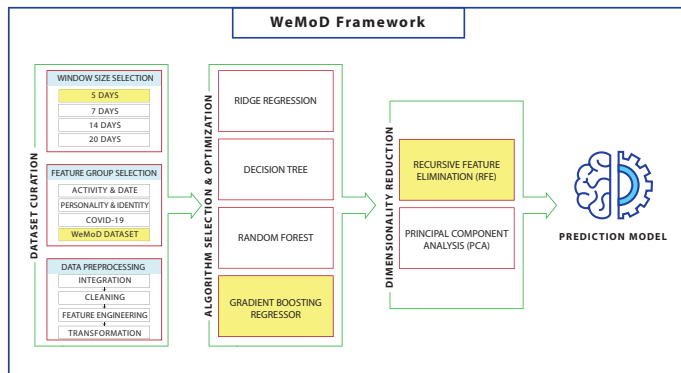 WeMoD Framework
DATASET CURATION
WINDOW SIZE SELECTION
5 DAYS
7 DAYS
14 DAYS
20 DAYS
FEATURE GROUP SELECTION
ACTIVITY & DATE
PERSONALITY & IDENTITY
COVID-19
WeMoD DATASET
DATA PREPROCESSING
INTEGRATION
CLEANING
FEATURE ENGINEERING
TRANSFORMATION
ALGORITHM SELECTION & OPTIMIZATION
RIDGE REGRESSION
DECISION TREE
RANDOM FOREST
GRADIENT BOOSTING
REGRESSOR
DIMENSIONALITY REDUCTION
RECURSIVE FEATURE
ELIMINATION (RFE)
PRINCIPAL COMPONENT
ANALYSIS (PCA)
PREDICTION MODEL